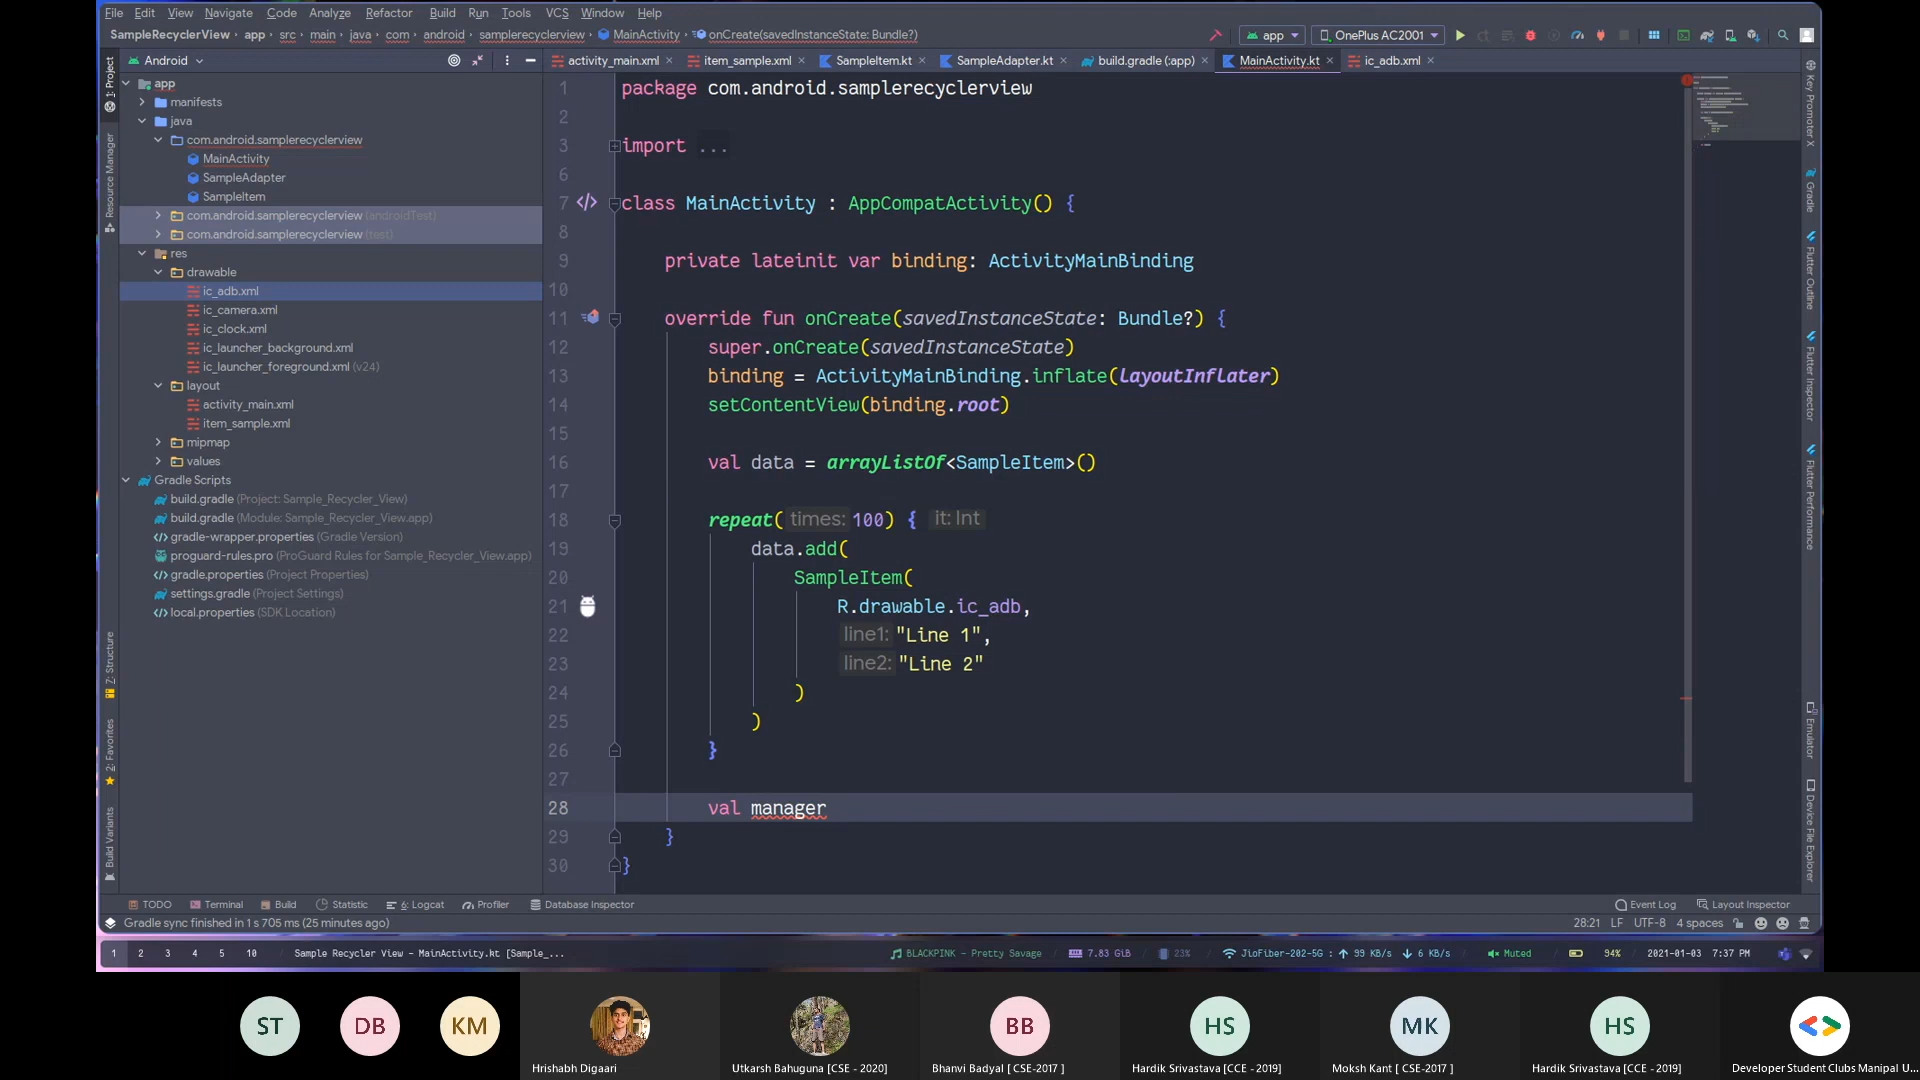 File Edit View Navigate Code Analyze Refactor Build Run Tools VCS Window Help
SampleRecyclerView app src main java com android samplerecyclerview MainActivity onCreate(savedInstanceState: Bundle?) app OnePlus AC2001
Android
activity_main.xml item_sample.xml SampleItem.kt SampleAdapter.kt build.gradle (:app) MainActivity.kt ic_adb.xml
1: Project
Resource Manager
Z: Structure
2: Favorites
Build Variants
app
manifests
java
com.android.samplerecyclerview
MainActivity
SampleAdapter
SampleItem
com.android.samplerecyclerview (androidTest)
com.android.samplerecyclerview (test)
res
drawable
ic_adb.xml
ic_camera.xml
ic_clock.xml
ic_launcher_background.xml
ic_launcher_foreground.xml (v24)
layout
activity_main.xml
item_sample.xml
mipmap
values
Gradle Scripts
build.gradle (Project: Sample_Recycler_View)
build.gradle (Module: Sample_Recycler_View.app)
gradle-wrapper.properties (Gradle Version)
proguard-rules.pro (ProGuard Rules for Sample_Recycler_View.app)
gradle.properties (Project Properties)
settings.gradle (Project Settings)
local.properties (SDK Location)
1 package com.android.samplerecyclerview
2
3 import ...
6
7 class MainActivity : AppCompatActivity() {
8
9 private lateinit var binding: ActivityMainBinding
10
11 override fun onCreate(savedInstanceState: Bundle?) {
12 super.onCreate(savedInstanceState)
13 binding = ActivityMainBinding.inflate(layoutInflater)
14 setContentView(binding.root)
15
16 val data = arrayListOf<SampleItem>()
17
18 repeat( times: 100) { it: Int
19 data.add(
20 SampleItem(
21 R.drawable.ic_adb,
22 line1: "Line 1",
23 line2: "Line 2"
24 )
25 )
26 }
27
28 val manager
29 }
30 }
Key Promoter X
Gradle
Flutter Outline
Flutter Inspector
Flutter Performance
Emulator
Device File Explorer
TODO Terminal Build Statistic 6: Logcat Profiler Database Inspector Event Log Layout Inspector
Gradle sync finished in 1 s 705 ms (25 minutes ago) 28:21 LF UTF-8 4 spaces
1 2 3 4 5 10 Sample Recycler View - MainActivity.kt [Sample_... BLACKPINK - Pretty Savage 7.83 GiB 23% JioFiber-202-5G : 99 KB/s 6 KB/s Muted 94% 2021-01-03 7:37 PM
ST DB KM BB HS MK HS
Hrishabh Digaari Utkarsh Bahuguna [CSE - 2020] Bhanvi Badyal [ CSE-2017 ] Hardik Srivastava [CCE - 2019] Moksh Kant [ CSE-2017 ] Hardik Srivastava [CCE - 2019] Developer Student Clubs Manipal U...